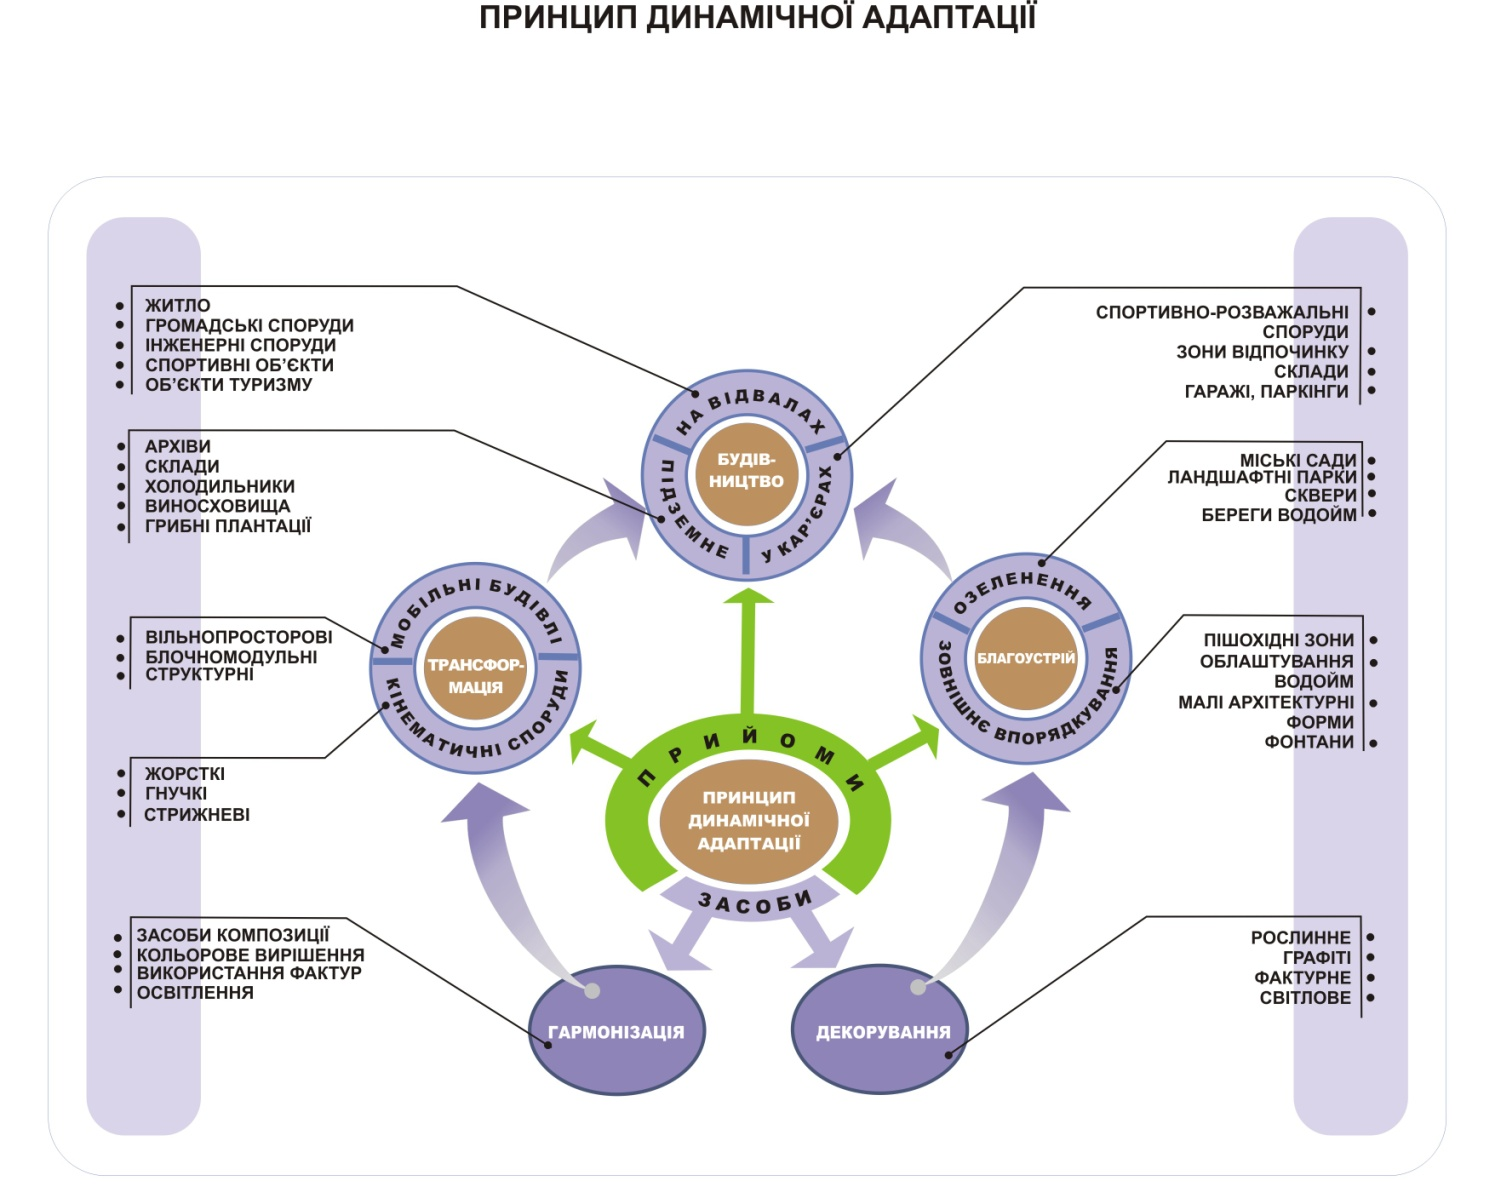 ПРИНЦИП ДИНАМІЧНОЇ АДАПТАЦІЇ
ЖИТЛО
ГРОМАДСЬКІ СПОРУДИ
ІНЖЕНЕРНІ СПОРУДИ
СПОРТИВНІ ОБ’ЄКТИ
ОБ’ЄКТИ ТУРИЗМУ
АРХІВИ
СКЛАДИ
ХОЛОДИЛЬНИКИ
ВИНОСХОВИЩА
ГРИБНІ ПЛАНТАЦІЇ
ВІЛЬНОПРОСТОРОВІ
БЛОЧНОМОДУЛЬНІ
СТРУКТУРНІ
ЖОРСТКІ
ГНУЧКІ
СТРИЖНЕВІ
ЗАСОБИ КОМПОЗИЦІЇ
КОЛЬОРОВЕ ВИРІШЕННЯ
ВИКОРИСТАННЯ ФАКТУР
ОСВІТЛЕННЯ
НА ВІДВАЛАХ
ПІДЗЕМНЕ
У КАР’ЄРАХ
БУДІВ-
НИЦТВО
МОБІЛЬНІ БУДІВЛІ
КІНЕМАТИЧНІ СПОРУДИ
ТРАНСФОР-
МАЦІЯ
ОЗЕЛЕНЕННЯ
ЗОВНІШНЄ ВПОРЯДКУВАННЯ
БЛАГОУСТРІЙ
ПРИЙОМИ
ПРИНЦИП
ДИНАМІЧНОЇ
АДАПТАЦІЇ
ЗАСОБИ
ГАРМОНІЗАЦІЯ
ДЕКОРУВАННЯ
СПОРТИВНО-РОЗВАЖАЛЬНІ
СПОРУДИ
ЗОНИ ВІДПОЧИНКУ
СКЛАДИ
ГАРАЖІ, ПАРКІНГИ
МІСЬКІ САДИ
ЛАНДШАФТНІ ПАРКИ
СКВЕРИ
БЕРЕГИ ВОДОЙМ
ПІШОХІДНІ ЗОНИ
ОБЛАШТУВАННЯ
ВОДОЙМ
МАЛІ АРХІТЕКТУРНІ
ФОРМИ
ФОНТАНИ
РОСЛИННЕ
ГРАФІТІ
ФАКТУРНЕ
СВІТЛОВЕ